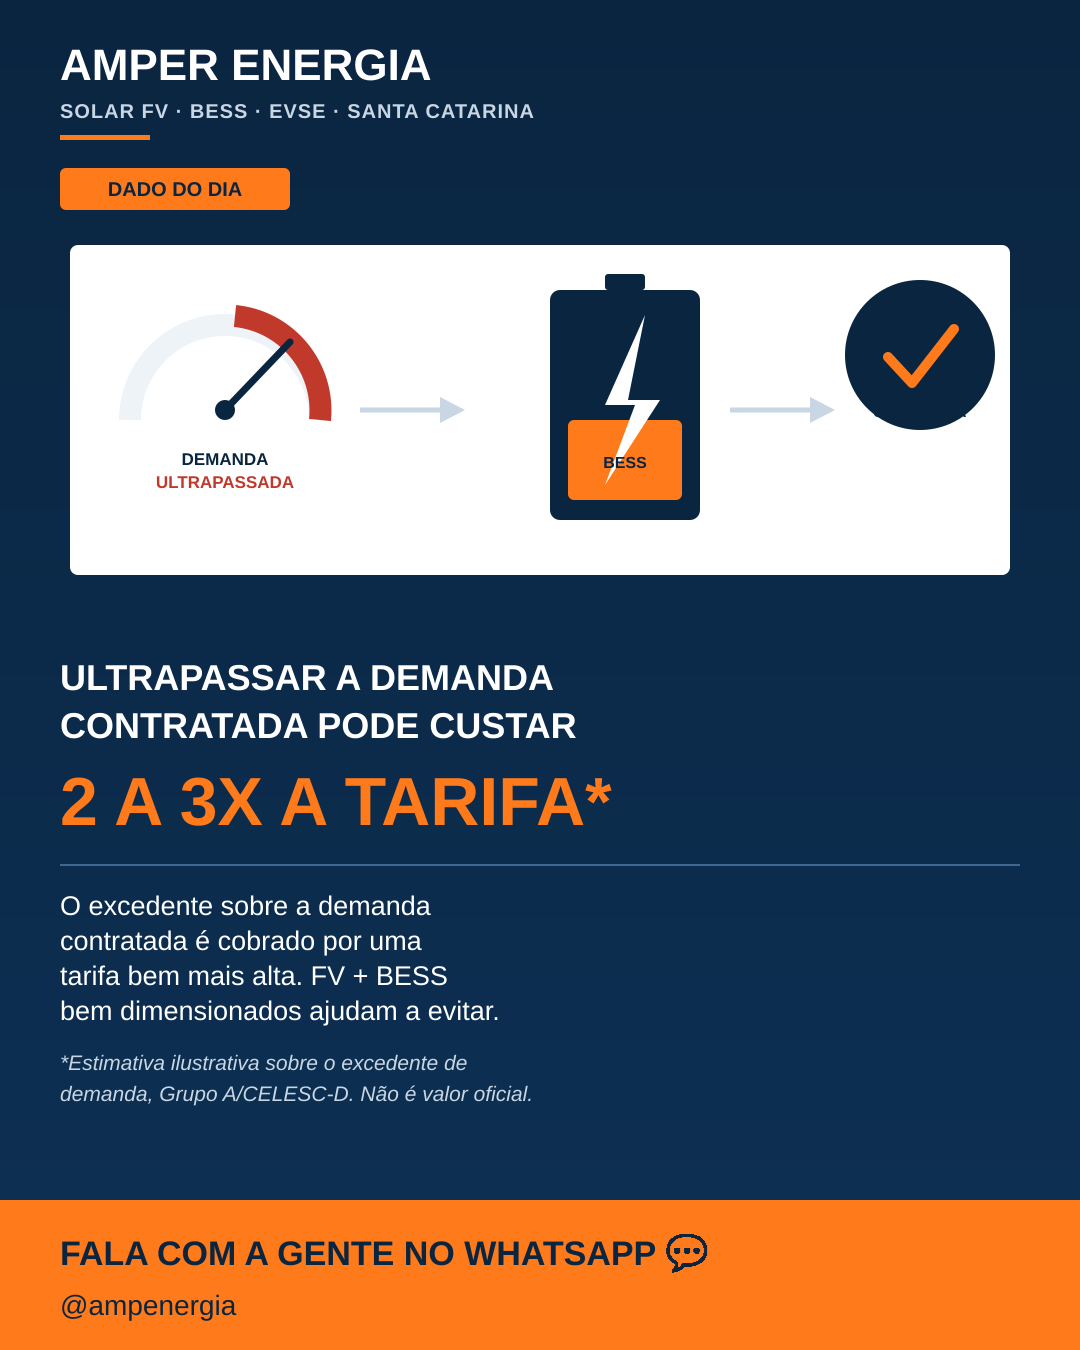 AMPER ENERGIA
SOLAR FV · BESS · EVSE · SANTA CATARINA
DADO DO DIA
DEMANDA
ULTRAPASSADA
BESS
ULTRAPASSAR A DEMANDA
CONTRATADA PODE CUSTAR
2 A 3X A TARIFA*
O excedente sobre a demanda
contratada é cobrado por uma
tarifa bem mais alta. FV + BESS
bem dimensionados ajudam a evitar.
*Estimativa ilustrativa sobre o excedente de
demanda, Grupo A/CELESC-D. Não é valor oficial.
FALA COM A GENTE NO WHATSAPP 💬
@ampenergia